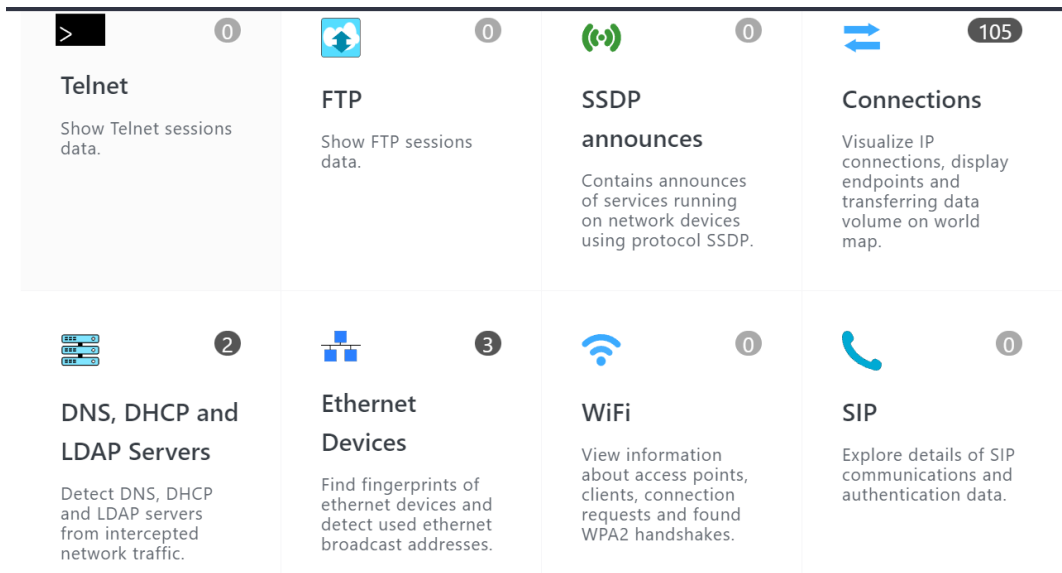 >
0
Telnet
Show Telnet sessions
data.
0
FTP
Show FTP sessions
data.
0
SSDP
announces
Contains announces
of services running
on network devices
using protocol SSDP.
105
Connections
Visualize IP
connections, display
endpoints and
transferring data
volume on world
map.
2
DNS, DHCP and
LDAP Servers
Detect DNS, DHCP
and LDAP servers
from intercepted
network traffic.
3
Ethernet
Devices
Find fingerprints of
ethernet devices and
detect used ethernet
broadcast addresses.
0
WiFi
View information
about access points,
clients, connection
requests and found
WPA2 handshakes.
0
SIP
Explore details of SIP
communications and
authentication data.